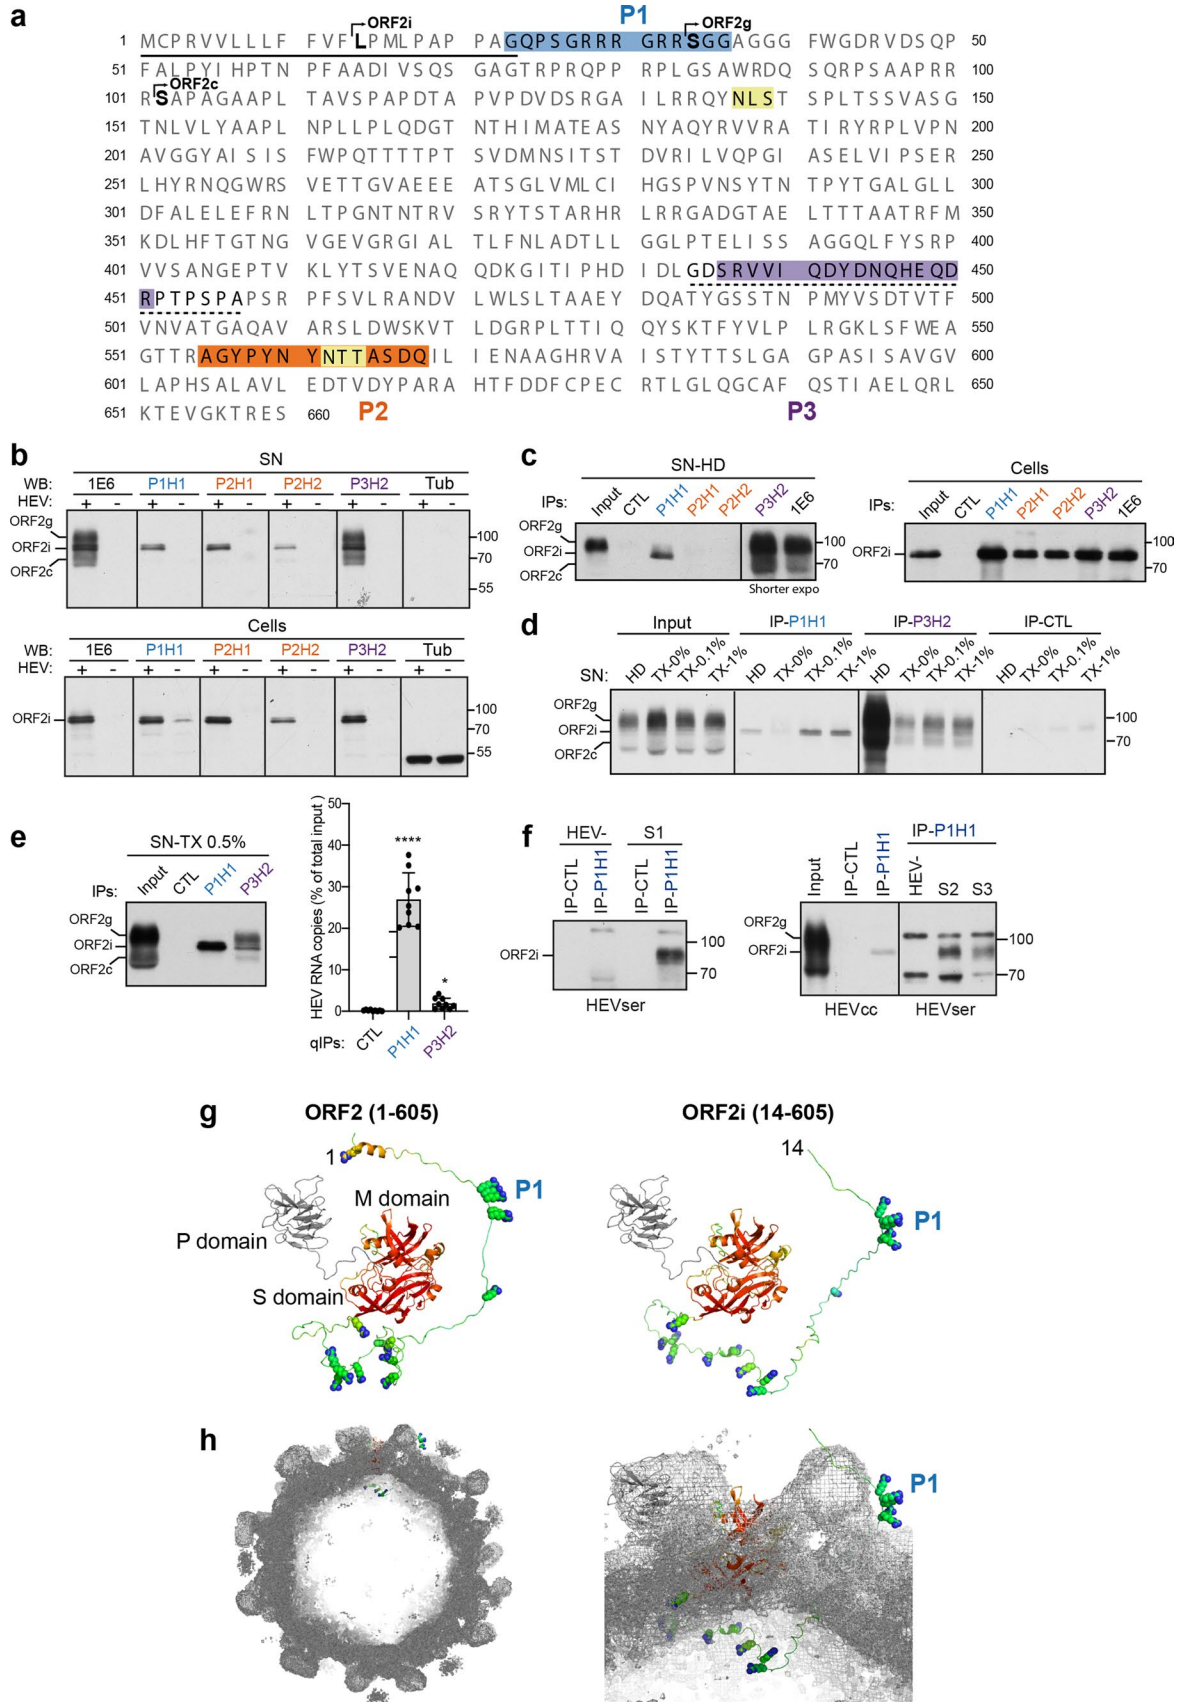 a
P1
ORF2i
ORF2g
1 MCPRVVLLLF FVFLPMLPAP PAGQPSGRRR GRRSGGAGGG FWGDRVDSQP 50
51 FALPYIHPTN PFAADIVSQS GAGTRPRQPP RPLGSAWRDQ SQRPSAAPRR 100
ORF2c
101 RSAPAGAAPL TAVSPAPDTA PVPDVDSRGA ILRRQYNLST SPLTSSVASG 150
151 TNLVLYAAPL NPLLPLQDGT NTHIMATEAS NYAQYRVVRA TIRYRPLVPN 200
201 AVGGYAISIS FWPQTTTTPT SVDMNSITST DVRILVQPGI ASELVIPSER 250
251 LHYRNQGWRS VETTGVAEEE ATSGLVMLCI HGSPVNSYTN TPYTGALGLL 300
301 DFALELEFRN LTPGNTNTRV SRYTSTARHR LRRGADGTAE LTTTAATRFM 350
351 KDLHFTGTNG VGEVGRGIAL TLFNLADTLL GGLPTELISS AGGQLFYSRP 400
401 VVSANGEPTV KLYTSVENAQ QDKGITIPHD IDLGDSRVVI QDYDNQHEQD 450
451 RPTPSPAPSR PFSVLRANDV LWLSLTAAEY DQATYGSSTN PMYVSDTVTF 500
501 VNVATGAQAV ARSLDWSKVT LDGRPLTTIQ QYSKTFYVLP LRGKLSFWEA 550
551 GTTRAGYPYN YNTTASDQIL IENAAGHRVA ISTYTTSLGA GPASISAVGV 600
601 LAPHSALAVL EDTVDYPARA HTFDDFCPEC RTLGLQGCAF QSTIAELQRL 650
651 KTEVGKTRES 660
P2
P3
b
SN
WB: 1E6 P1H1 P2H1 P2H2 P3H2 Tub
HEV: + - + - + - + - + - + -
ORF2g
ORF2i
ORF2c
100
70
55
Cells
WB: 1E6 P1H1 P2H1 P2H2 P3H2 Tub
HEV: + - + - + - + - + - + -
ORF2i
100
70
55
c
SN-HD
IPs: Input CTL P1H1 P2H1 P2H2 P3H2 1E6
ORF2g
ORF2i
ORF2c
100
70
Shorter expo
Cells
IPs: Input CTL P1H1 P2H1 P2H2 P3H2 1E6
ORF2i
100
70
d
Input IP-P1H1 IP-P3H2 IP-CTL
SN: HD TX-0% TX-0.1% TX-1% HD TX-0% TX-0.1% TX-1% HD TX-0% TX-0.1% TX-1% HD TX-0% TX-0.1% TX-1%
ORF2g
ORF2i
ORF2c
100
70
e
SN-TX 0.5%
IPs: Input CTL P1H1 P3H2
ORF2g
ORF2i
ORF2c
HEV RNA copies (% of total input )
50
40
30
20
10
0
****
*
qIPs: CTL P1H1 P3H2
f
HEV- S1
IP-CTL IP-P1H1 IP-CTL IP-P1H1
ORF2i
100
70
HEVser
IP-P1H1
Input IP-CTL IP-P1H1 HEV- S2 S3
ORF2g
ORF2i
100
70
HEVcc HEVser
g
ORF2 (1-605)
1
P1
M domain
P domain
S domain
ORF2i (14-605)
14
P1
h
P1